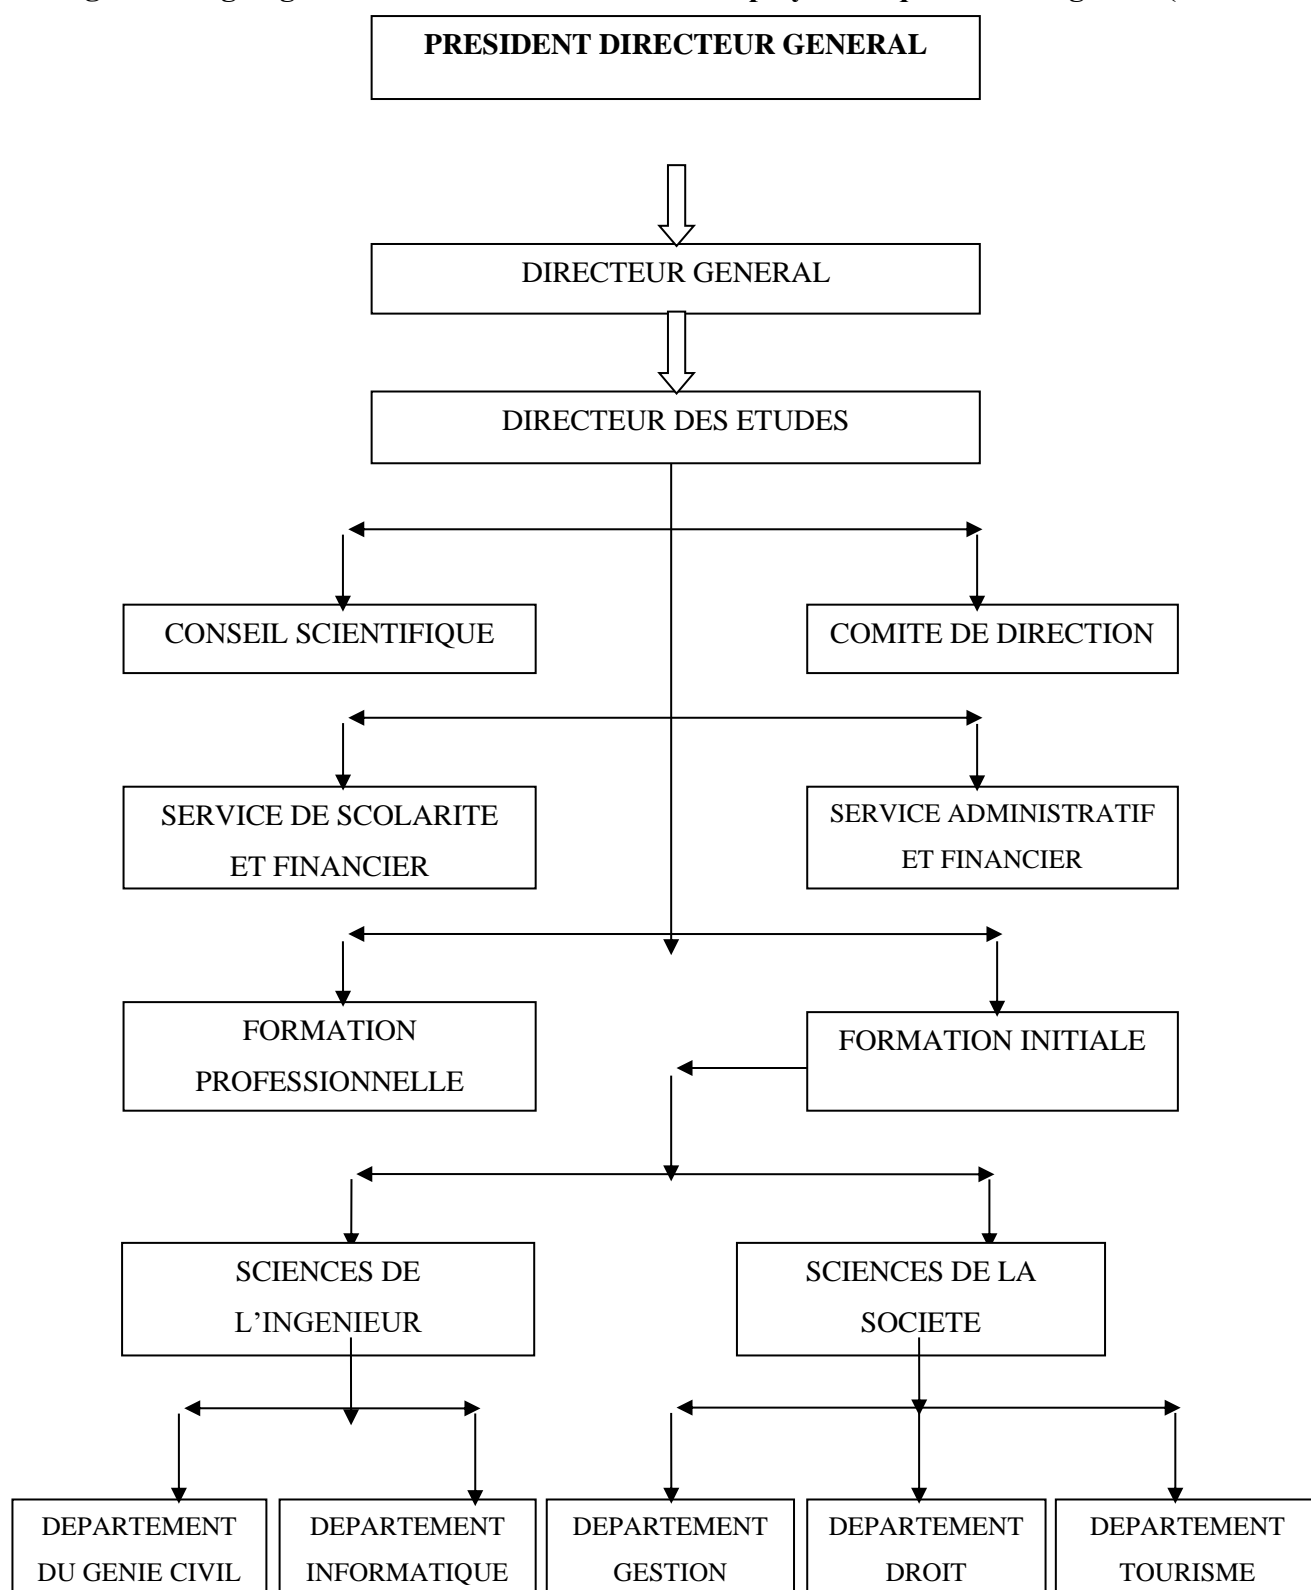 PRESIDENT DIRECTEUR GENERAL
DIRECTEUR GENERAL
DIRECTEUR DES ETUDES
CONSEIL SCIENTIFIQUE
COMITE DE DIRECTION
SERVICE DE SCOLARITE
ET FINANCIER
SERVICE ADMINISTRATIF
ET FINANCIER
FORMATION
PROFESSIONNELLE
FORMATION INITIALE
SCIENCES DE
L’INGENIEUR
SCIENCES DE LA
SOCIETE
DEPARTEMENT
DU GENIE CIVIL
DEPARTEMENT
INFORMATIQUE
DEPARTEMENT
GESTION
DEPARTEMENT
DROIT
DEPARTEMENT
TOURISME